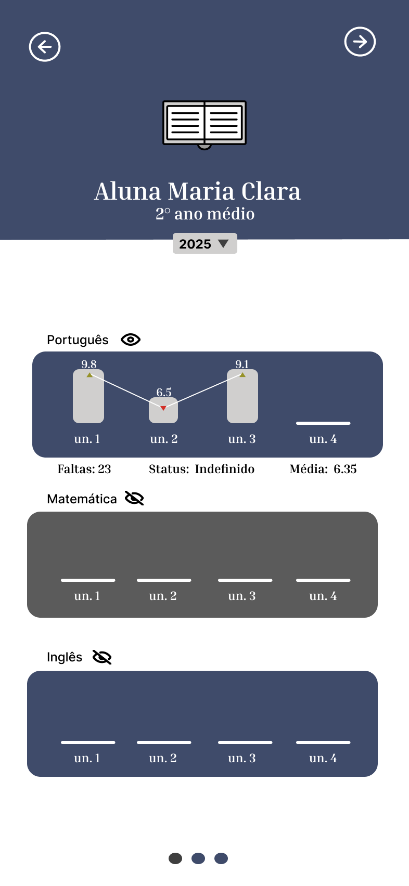 Aluna Maria Clara
2° ano médio
2025
Português
9.8 6.5 9.1
un. 1 un. 2 un. 3 un. 4
Faltas: 23 Status: Indefinido Média: 6.35
Matemática
un. 1 un. 2 un. 3 un. 4
Inglês
un. 1 un. 2 un. 3 un. 4